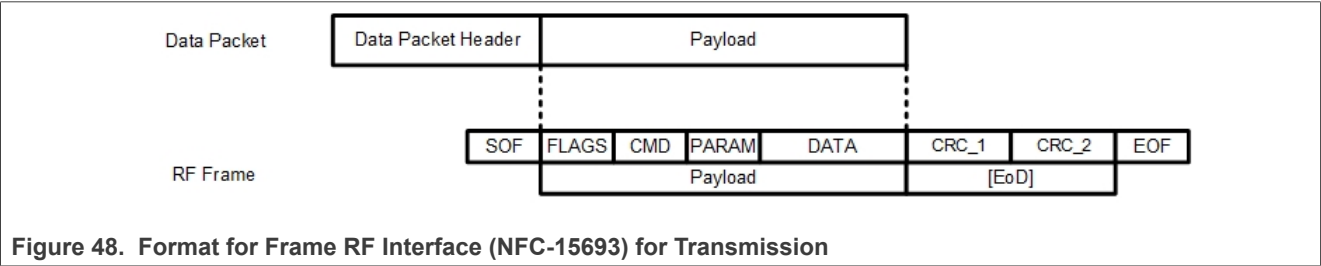 Data Packet Data Packet Header Payload
SOF FLAGS CMD PARAM DATA CRC_1 CRC_2 EOF
RF Frame Payload [EoD]
Figure 48. Format for Frame RF Interface (NFC-15693) for Transmission